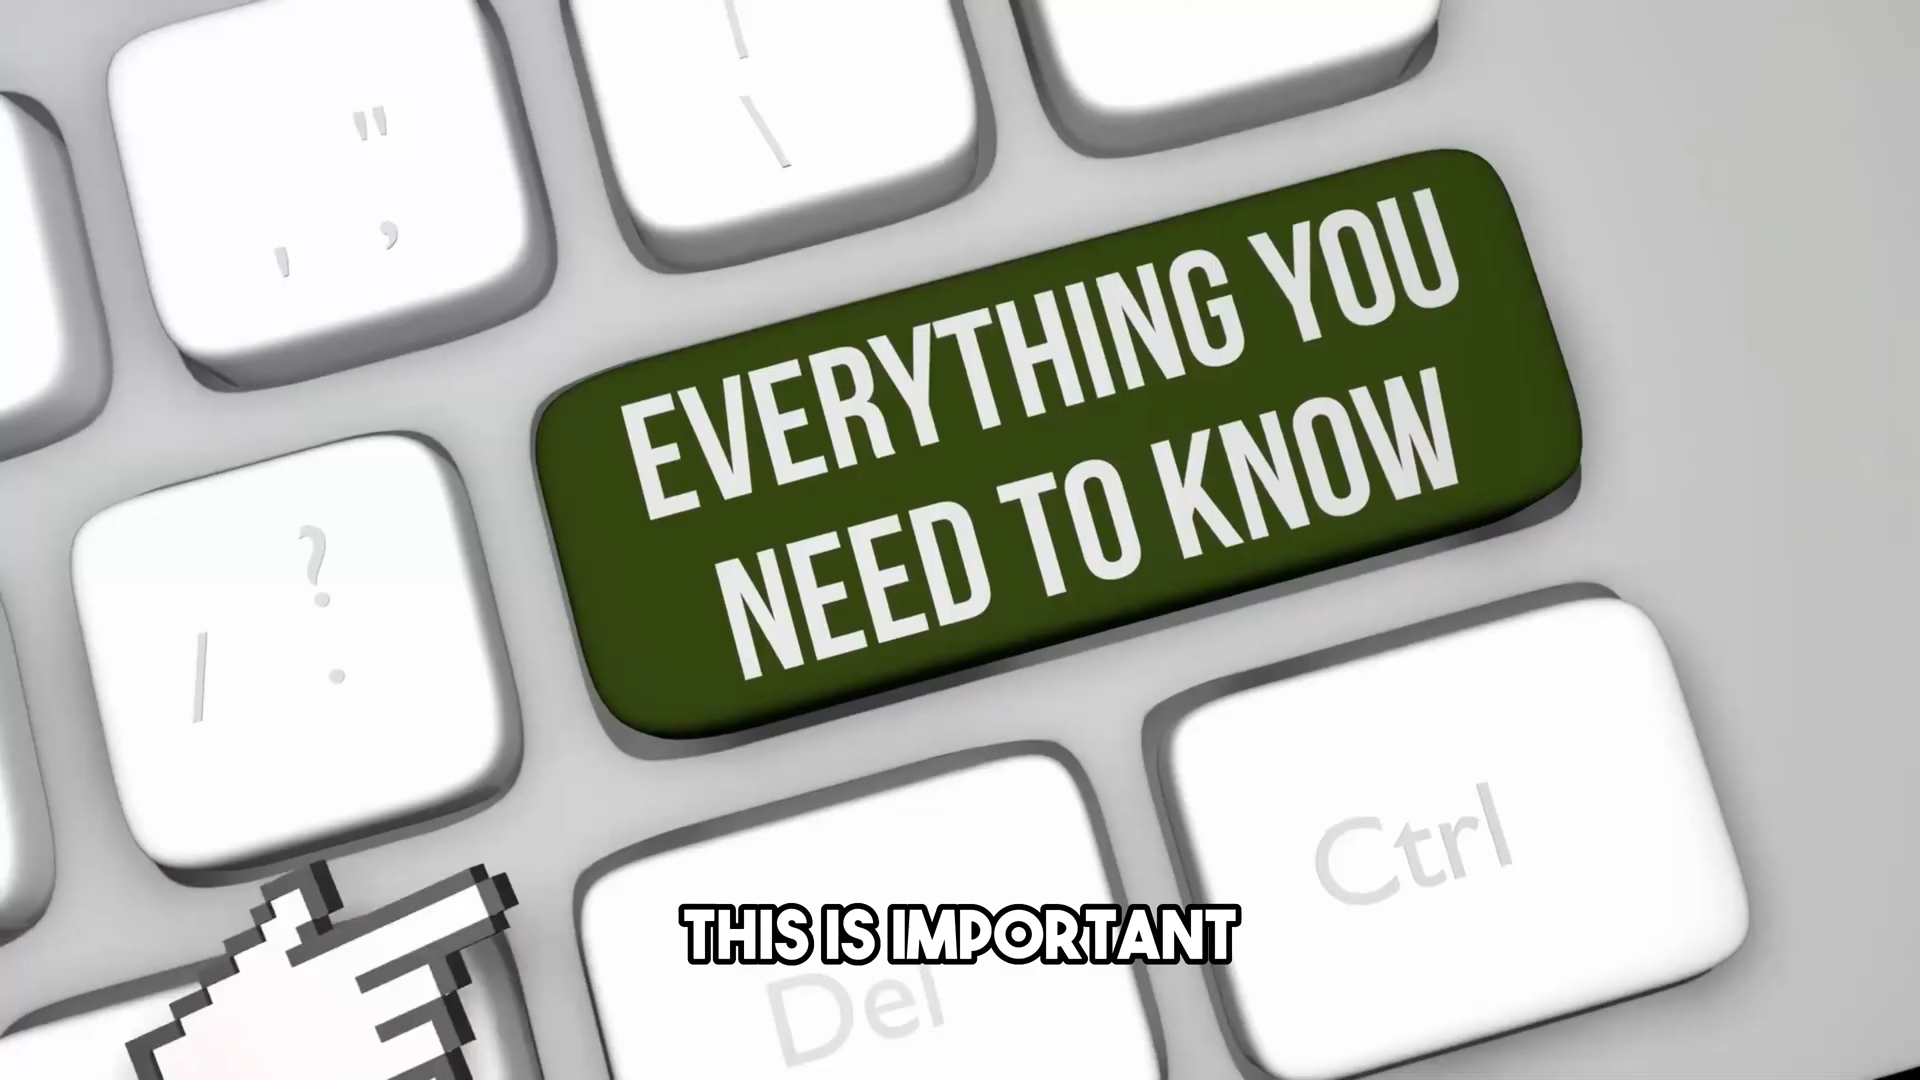 "
' ,
|
\
EVERYTHING YOU
NEED TO KNOW
?
/ .
Ctrl
THIS IS IMPORTANT
Del